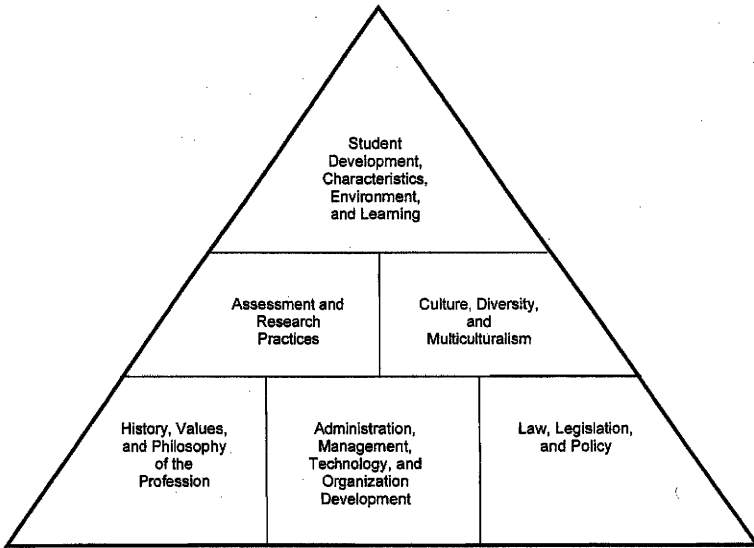 Student
Development,
Characteristics,
Environment,
and Learning
Assessment and
Research
Practices
Culture, Diversity,
and
Multiculturalism
History, Values,
and Philosophy
of the
Profession
Administration,
Management,
Technology, and
Organization
Development
Law, Legislation,
and Policy